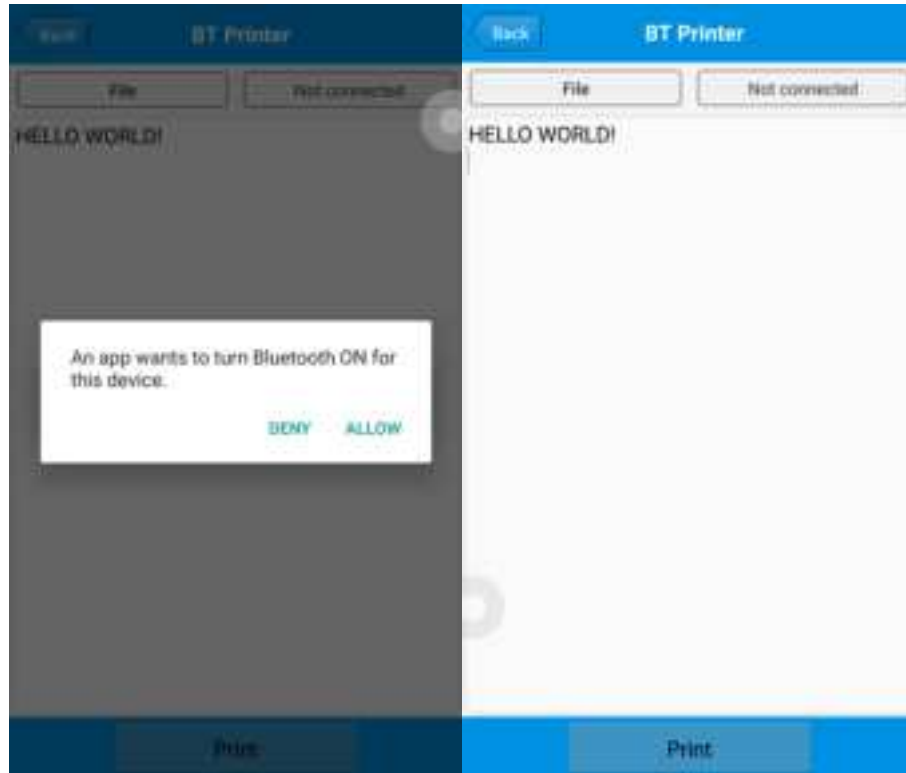 Back
BT Printer
File
Not connected
HELLO WORLD!
An app wants to turn Bluetooth ON for
this device.
DENY ALLOW
Print
Back
BT Printer
File
Not connected
HELLO WORLD!
Print